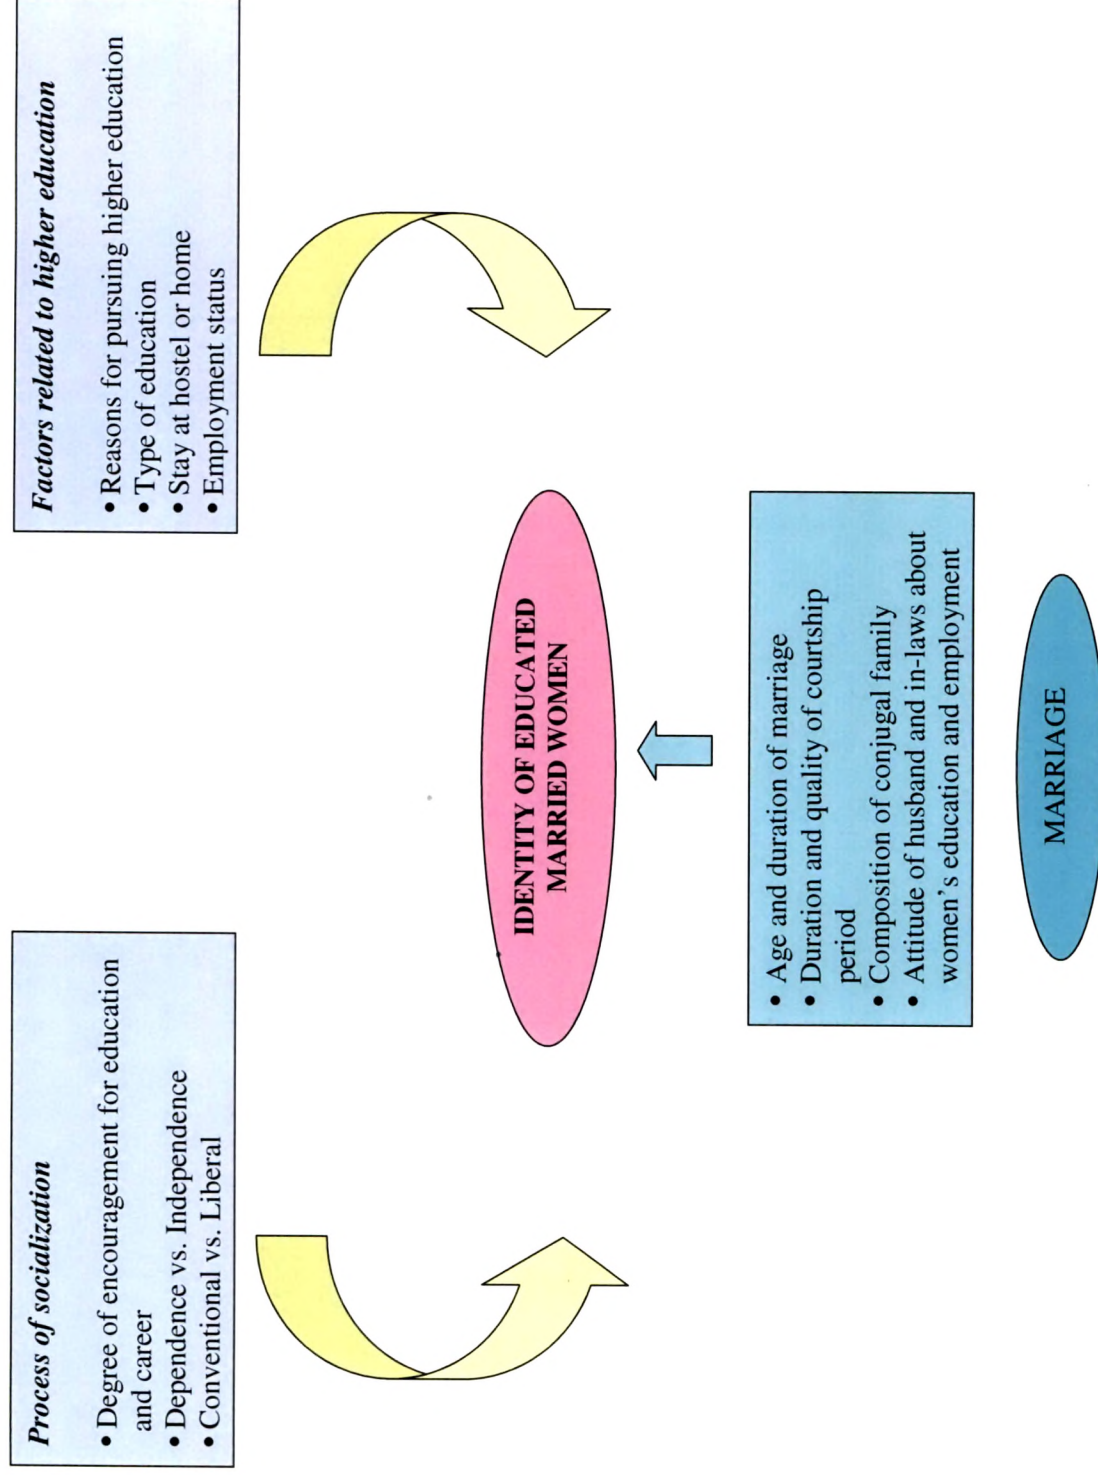 Process of socialization
• Degree of encouragement for education
and career
• Dependence vs. Independence
• Conventional vs. Liberal
Factors related to higher education
• Reasons for pursuing higher education
• Type of education
• Stay at hostel or home
• Employment status
IDENTITY OF EDUCATED
MARRIED WOMEN
• Age and duration of marriage
• Duration and quality of courtship
period
• Composition of conjugal family
• Attitude of husband and in-laws about
women's education and employment
MARRIAGE